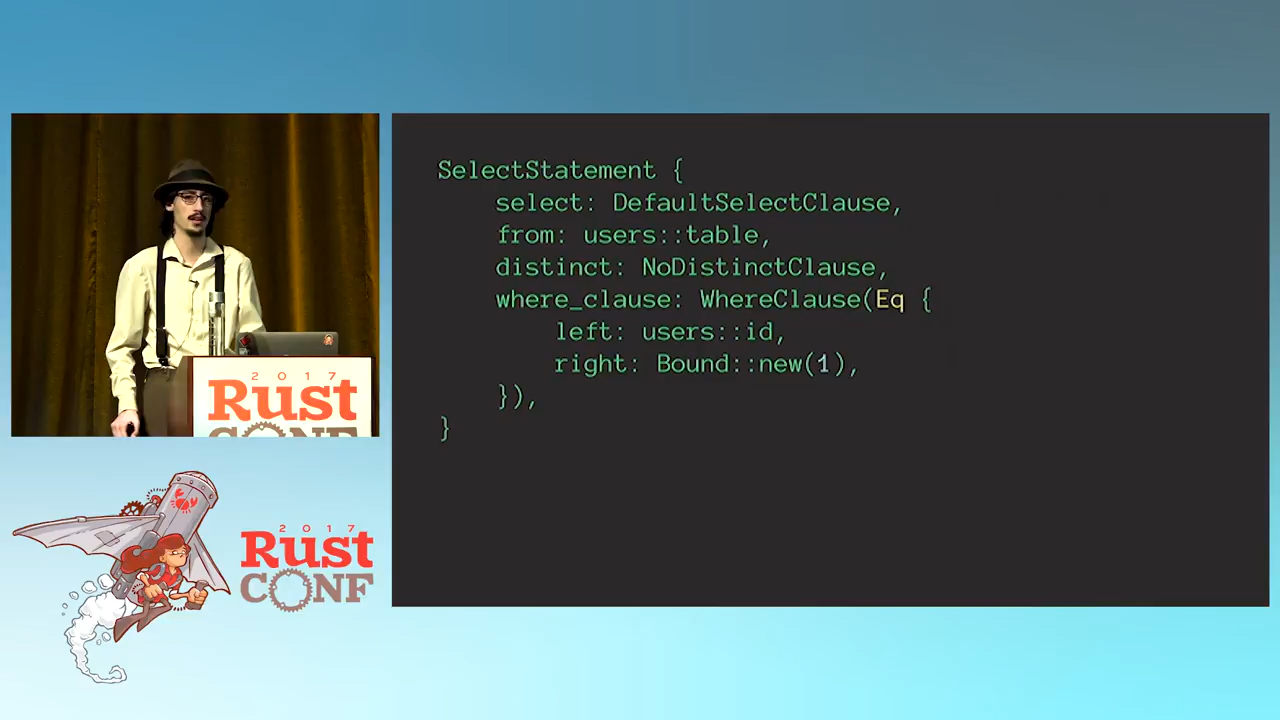 SelectStatement {
select: DefaultSelectClause,
from: users::table,
distinct: NoDistinctClause,
where_clause: WhereClause(Eq {
left: users::id,
right: Bound::new(1),
}),
}
2017
Rust
CONF
2017
Rust
CONF